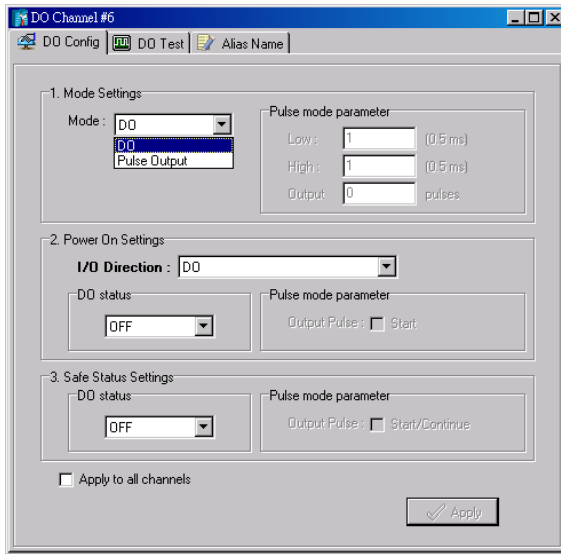 DO Channel #6
DO Config DO Test Alias Name
1. Mode Settings
Mode : DO
DO
Pulse Output
Pulse mode parameter
Low : 1 (0.5 ms)
High : 1 (0.5 ms)
Output 0 pulses
2. Power On Settings
I/O Direction : DO
DO status
OFF
Pulse mode parameter
Output Pulse : Start
3. Safe Status Settings
DO status
OFF
Pulse mode parameter
Output Pulse : Start/Continue
Apply to all channels
Apply